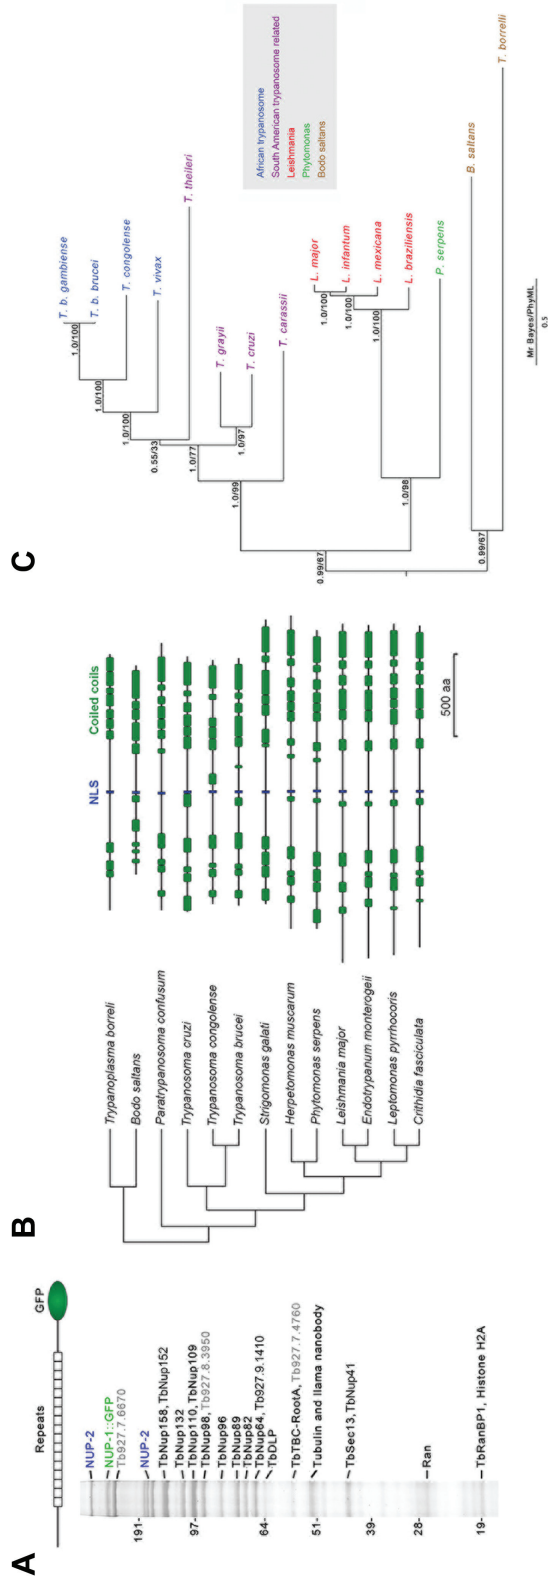 A
Repeats
GFP
NUP-2
NUP-1::GFP
Tb927.7.6670
191-
NUP-2
TbNup158, TbNup152
TbNup132
97-
TbNup110, TbNup109
TbNup98, Tb927.8.3950
TbNup96
TbNup89
TbNup82
64-
TbNup64, Tb927.9.1410
TbDLP
TbTBC-RootA, Tb927.7.4760
51-
Tubulin and llama nanobody
TbSec13, TbNup41
39-
28-
Ran
19-
TbRanBP1, Histone H2A
B
NLS
Coiled coils
Trypanoplasma borreli
Bodo saltans
Paratrypanosoma confusum
Trypanosoma cruzi
Trypanosoma congolense
Trypanosoma brucei
Strigomonas galati
Herpetomonas muscarum
Phytomonas serpens
Leishmania major
Endotrypanum monterogeii
Leptomonas pyrrhocoris
Crithidia fasciculata
500 aa
C
T. b. gambiense
1.0/100
T. b. brucei
1.0/100
T. congolense
1.0/100
T. vivax
0.55/33
T. theileri
1.0/77
T. grayii
1.0/97
T. cruzi
1.0/99
T. carassii
0.99/67
L. major
1.0/100
L. infantum
1.0/100
L. mexicana
1.0/100
L. braziliensis
1.0/98
P. serpens
B. saltans
0.99/67
T. borrelli
African trypanosome
South American trypanosome related
Leishmania
Phytomonas
Bodo saltans
Mr Bayes/PhyML
0.5